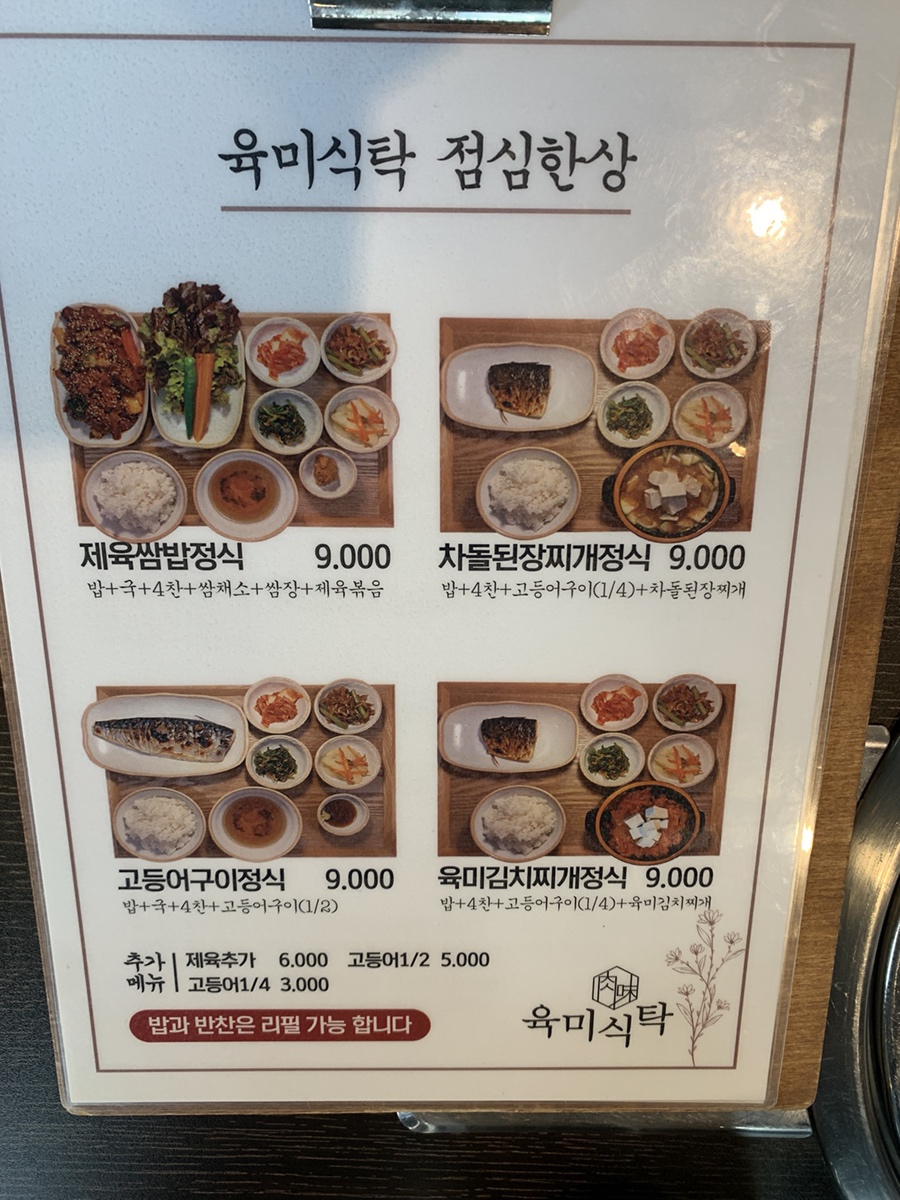 육미식탁 점심한상
제육쌈밥정식 9.000
밥+국+4찬+쌈채소+쌈장+제육볶음
차돌된장찌개정식 9.000
밥+4찬+고등어구이(1/4)+차돌된장찌개
고등어구이정식 9.000
밥+국+4찬+고등어구이(1/2)
육미김치찌개정식 9.000
밥+4찬+고등어구이(1/4)+육미김치찌개
추가 메뉴
제육추가 6.000 고등어1/2 5.000
고등어1/4 3.000
밥과 반찬은 리필 가능 합니다
肉味
육미식탁